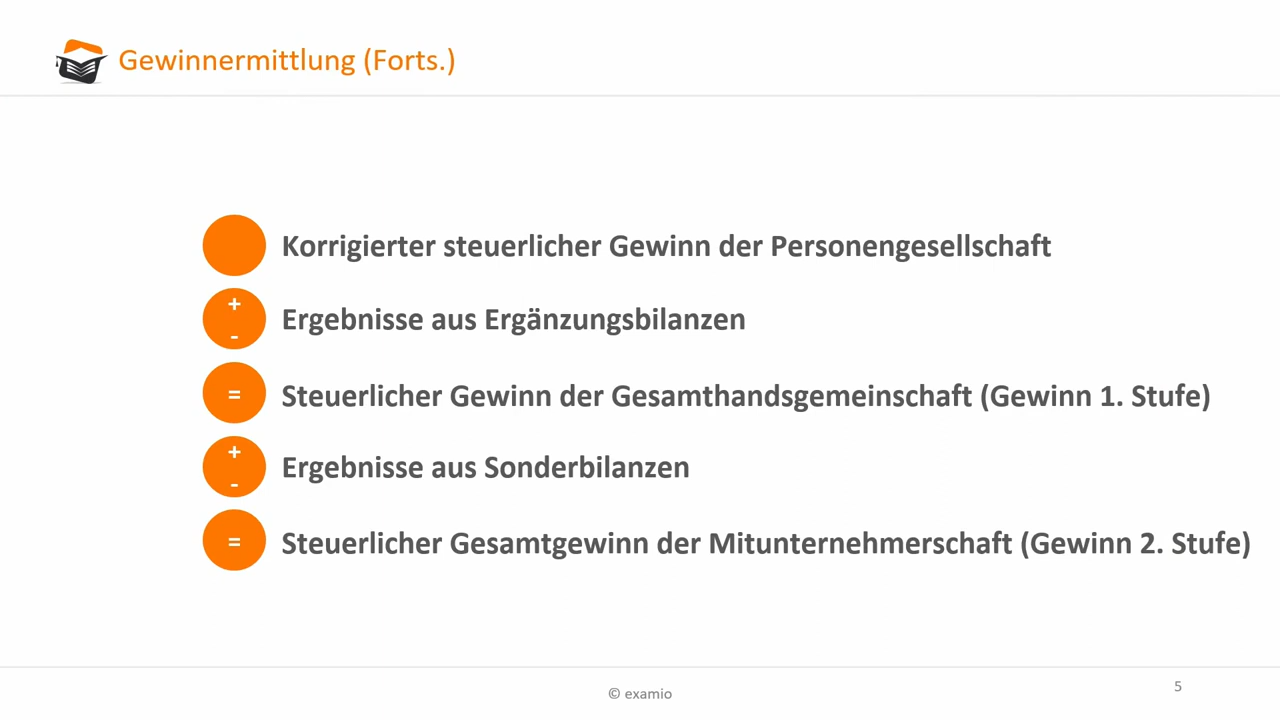 Gewinnermittlung (Forts.)
Korrigierter steuerlicher Gewinn der Personengesellschaft
+
-
Ergebnisse aus Ergänzungsbilanzen
=
Steuerlicher Gewinn der Gesamthandsgemeinschaft (Gewinn 1. Stufe)
+
-
Ergebnisse aus Sonderbilanzen
=
Steuerlicher Gesamtgewinn der Mitunternehmerschaft (Gewinn 2. Stufe)
© examio
5